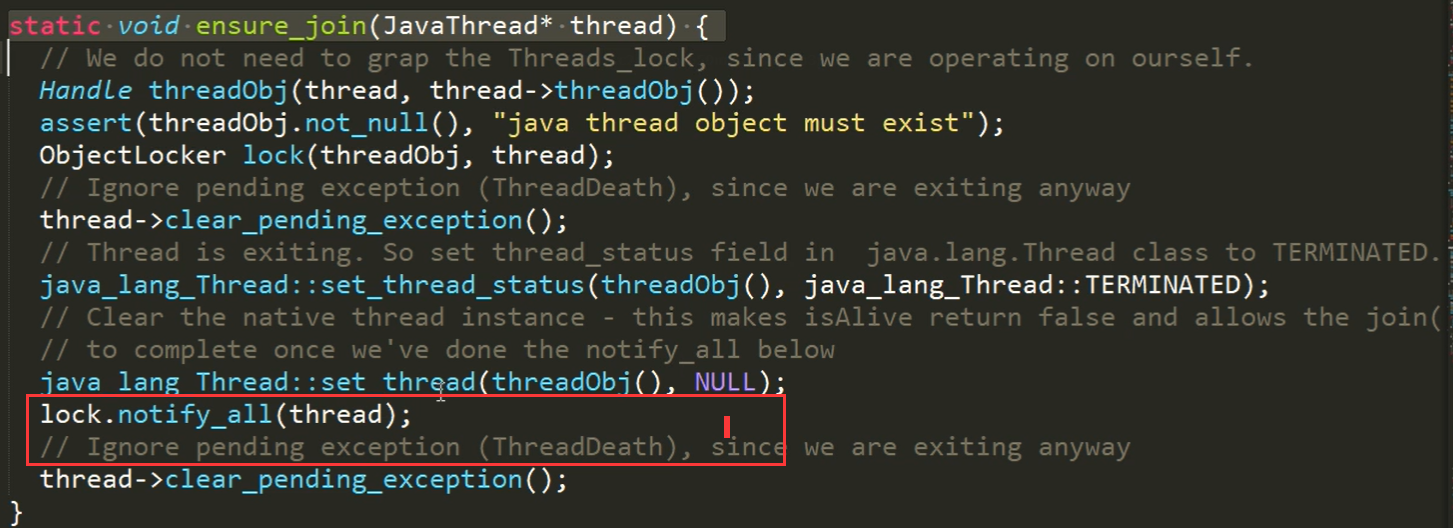 static void ensure_join(JavaThread* thread) {
// We do not need to grap the Threads_lock, since we are operating on ourself.
Handle threadObj(thread, thread->threadObj());
assert(threadObj.not_null(), "java thread object must exist");
ObjectLocker lock(threadObj, thread);
// Ignore pending exception (ThreadDeath), since we are exiting anyway
thread->clear_pending_exception();
// Thread is exiting. So set thread_status field in  java.lang.Thread class to TERMINATED.
java_lang_Thread::set_thread_status(threadObj(), java_lang_Thread::TERMINATED);
// Clear the native thread instance - this makes isAlive return false and allows the join(
// to complete once we've done the notify_all below
java_lang_Thread::set_thread(threadObj(), NULL);
lock.notify_all(thread);
// Ignore pending exception (ThreadDeath), since we are exiting anyway
thread->clear_pending_exception();
}